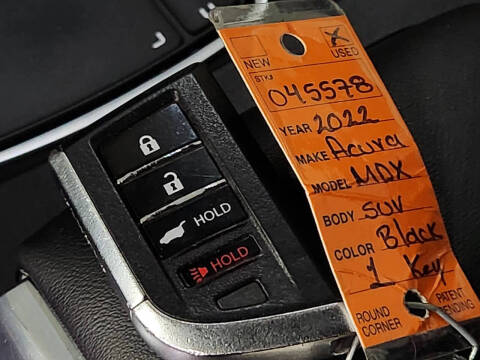 NEW
USED
STK# 045578
YEAR 2022
MAKE Acura
MODEL MDX
BODY SUV
COLOR Black
1 Key
ROUND CORNER
PATENT PENDING
HOLD
HOLD